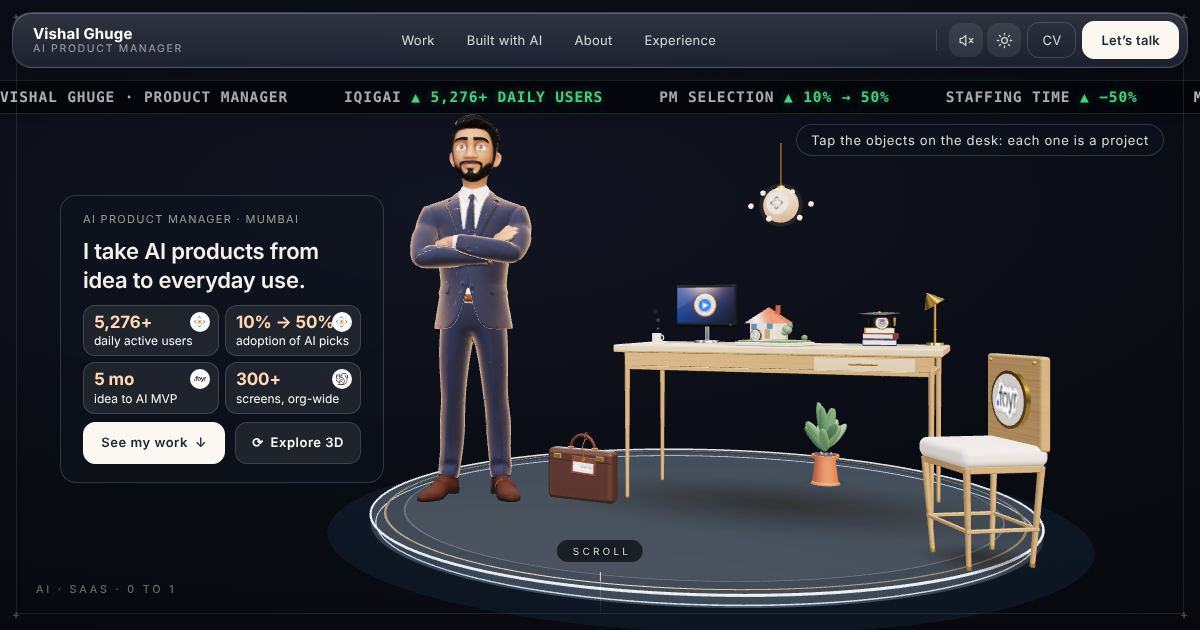 Vishal Ghuge
AI PRODUCT MANAGER
Work
Built with AI
About
Experience
CV
Let's talk
VISHAL GHUGE · PRODUCT MANAGER
IQIGAI ▲ 5,276+ DAILY USERS
PM SELECTION ▲ 10% → 50%
STAFFING TIME ▲ −50%
Tap the objects on the desk: each one is a project
AI PRODUCT MANAGER · MUMBAI
I take AI products from
idea to everyday use.
5,276+
daily active users
10% → 50%
adoption of AI picks
5 mo
.foyr
idea to AI MVP
300+
screens, org-wide
See my work ↓
⟳ Explore 3D
.foyr
SCROLL
AI · SAAS · 0 TO 1